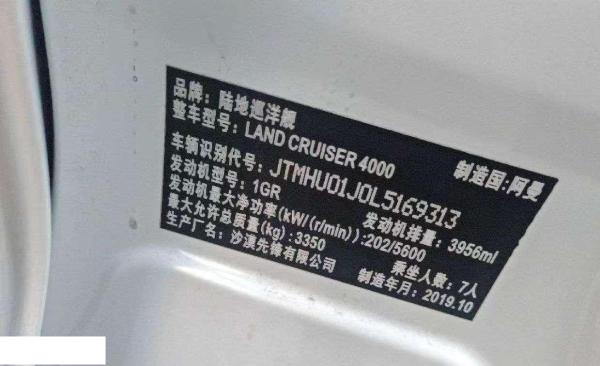 品牌: 陆地巡洋舰
整车型号: LAND CRUISER 4000 制造国: 阿曼
车辆识别代号: JTMHU01J0L5169313
发动机型号: 1GR 发动机转量: 3956ml
发动机最大净功率(kW/(r/min)):202/5600
最大允许总质量(kg):3350 乘坐人数: 7人
生产厂名: 沙漠先锋有限公司 制造年月: 2019.10